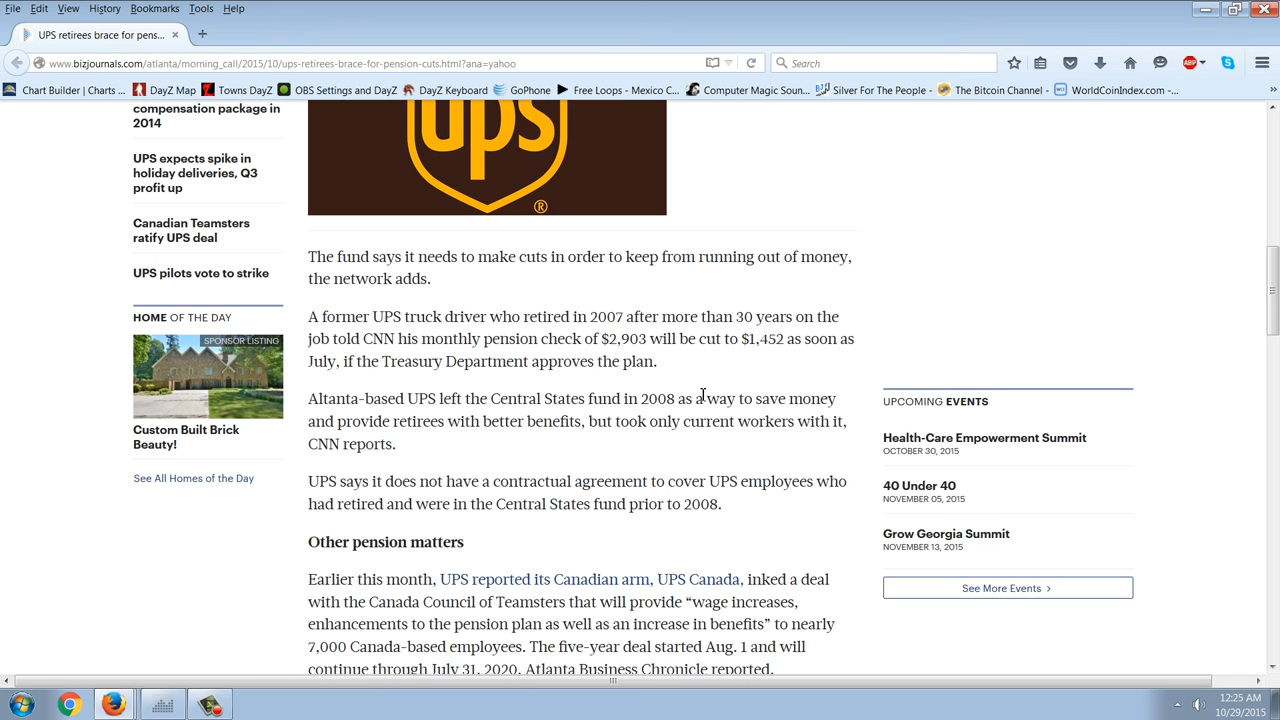 File Edit View History Bookmarks Tools Help
UPS retirees brace for pens...
www.bizjournals.com/atlanta/morning_call/2015/10/ups-retirees-brace-for-pension-cuts.html?ana=yahoo
Search
ABP
Chart Builder | Charts ... DayZ Map Towns DayZ OBS Settings and DayZ DayZ Keyboard GoPhone Free Loops - Mexico C... Computer Magic Soun... Silver For The People - The Bitcoin Channel - WorldCoinIndex.com -... »
compensation package in
2014
UPS expects spike in
holiday deliveries, Q3
profit up
Canadian Teamsters
ratify UPS deal
UPS pilots vote to strike
HOME OF THE DAY
SPONSOR LISTING
Custom Built Brick
Beauty!
See All Homes of the Day
ups
®
The fund says it needs to make cuts in order to keep from running out of money,
the network adds.
A former UPS truck driver who retired in 2007 after more than 30 years on the
job told CNN his monthly pension check of $2,903 will be cut to $1,452 as soon as
July, if the Treasury Department approves the plan.
Altanta-based UPS left the Central States fund in 2008 as a way to save money
and provide retirees with better benefits, but took only current workers with it,
CNN reports.
UPS says it does not have a contractual agreement to cover UPS employees who
had retired and were in the Central States fund prior to 2008.
Other pension matters
Earlier this month, UPS reported its Canadian arm, UPS Canada, inked a deal
with the Canada Council of Teamsters that will provide “wage increases,
enhancements to the pension plan as well as an increase in benefits” to nearly
7,000 Canada-based employees. The five-year deal started Aug. 1 and will
continue through July 31, 2020, Atlanta Business Chronicle reported.
UPCOMING EVENTS
Health-Care Empowerment Summit
OCTOBER 30, 2015
40 Under 40
NOVEMBER 05, 2015
Grow Georgia Summit
NOVEMBER 13, 2015
See More Events >
12:25 AM
10/29/2015